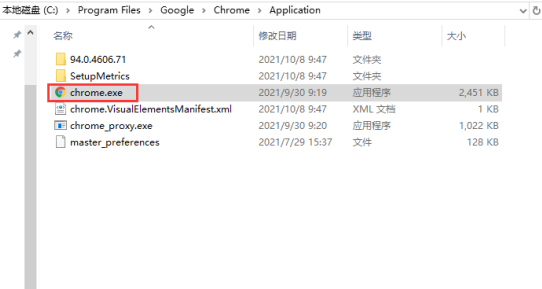 本地磁盘 (C:) › Program Files › Google › Chrome › Application
名称 修改日期 类型 大小
94.0.4606.71 2021/10/8 9:47 文件夹
SetupMetrics 2021/10/8 9:47 文件夹
chrome.exe 2021/9/30 9:19 应用程序 2,451 KB
chrome.VisualElementsManifest.xml 2021/10/8 9:47 XML 文档 1 KB
chrome_proxy.exe 2021/9/30 9:20 应用程序 1,022 KB
master_preferences 2021/7/29 15:37 文件 128 KB